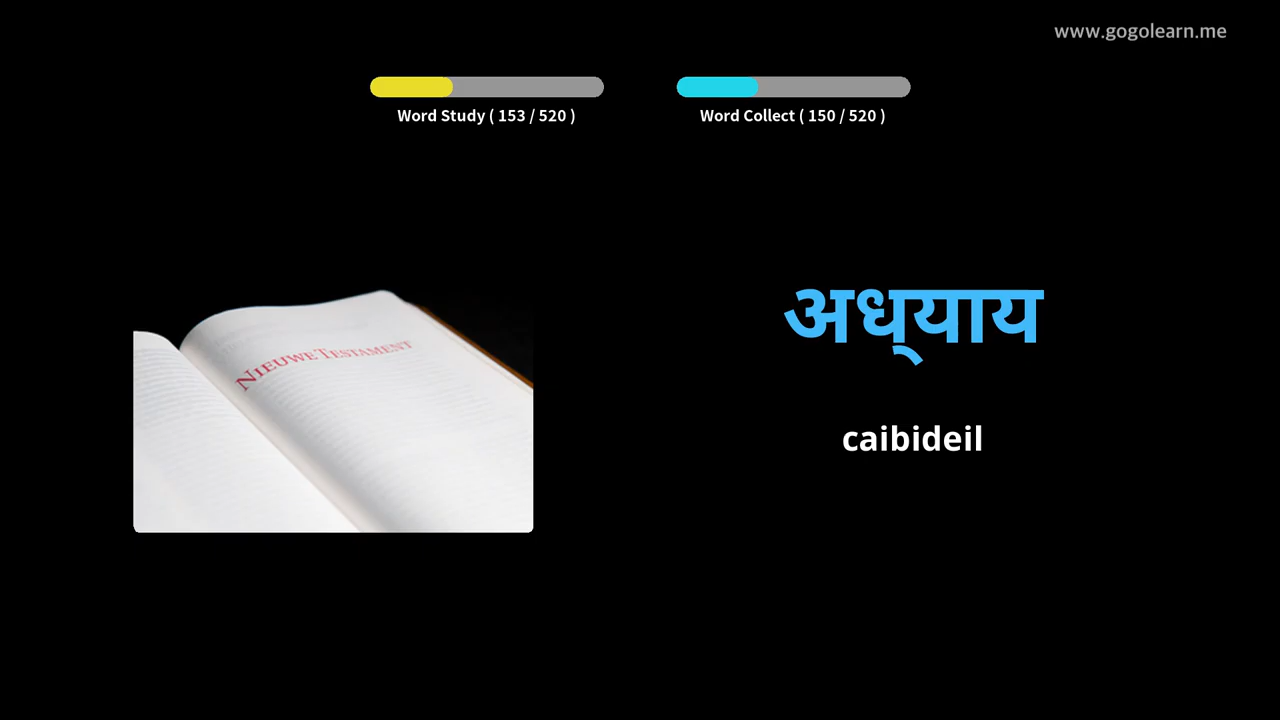 www.gogolearn.me
Word Study ( 153 / 520 )
Word Collect ( 150 / 520 )
NIEUWE TESTAMENT
अध्‌याय
caibideil